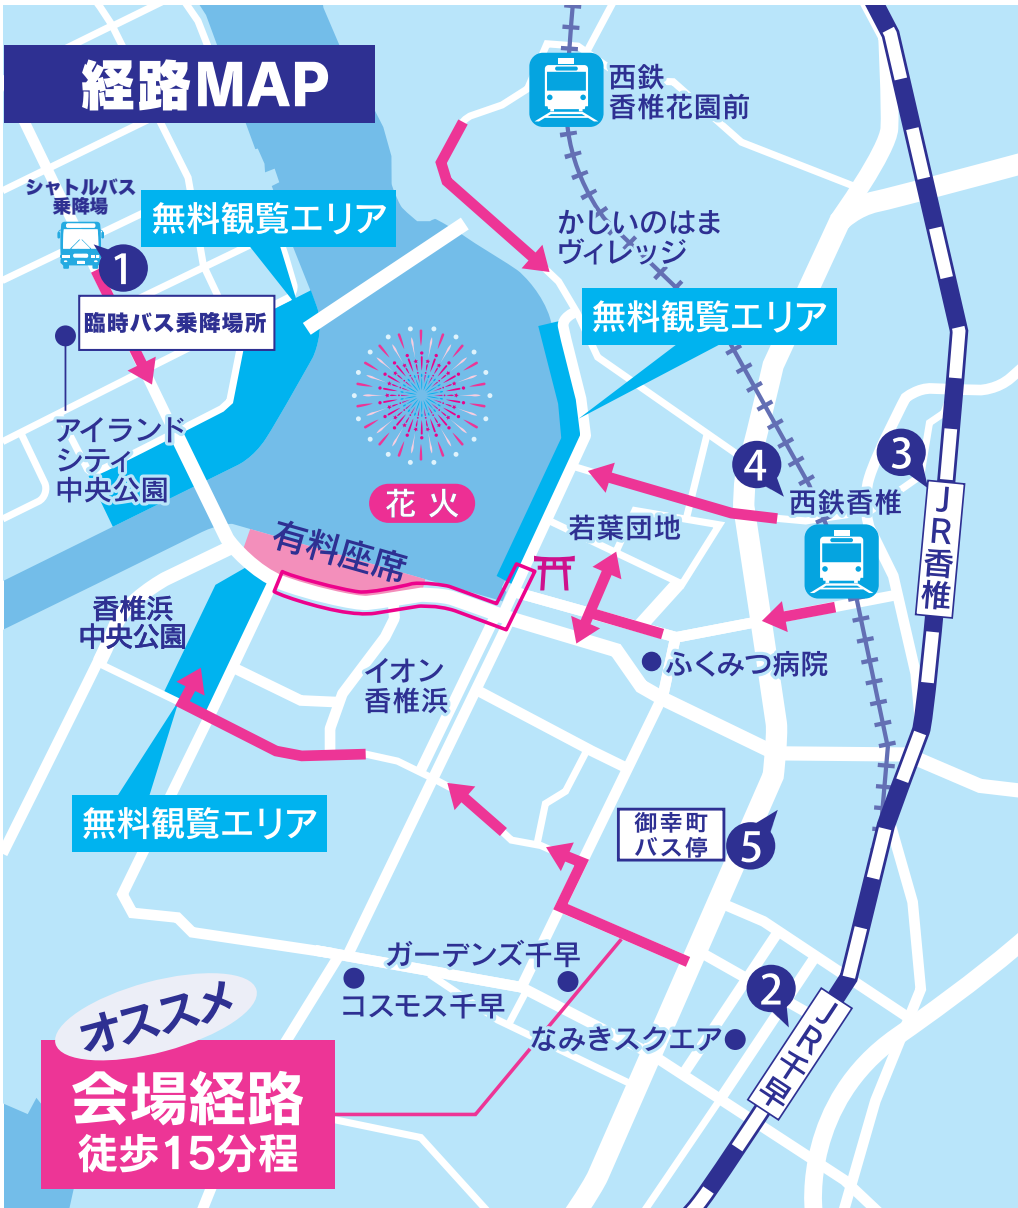 経路MAP
西鉄
香椎花園前
シャトルバス
乗降場
無料観覧エリア
1
臨時バス乗降場所
かしいのはま
ヴィレッジ
無料観覧エリア
アイランド
シティ
中央公園
花火
4
3
西鉄香椎
JR香椎
若葉団地
有料座席
香椎浜
中央公園
イオン
香椎浜
ふくみつ病院
無料観覧エリア
御幸町
バス停
5
ガーデンズ千早
コスモス千早
2
JR千早
なみきスクエア
オススメ
会場経路
徒歩15分程